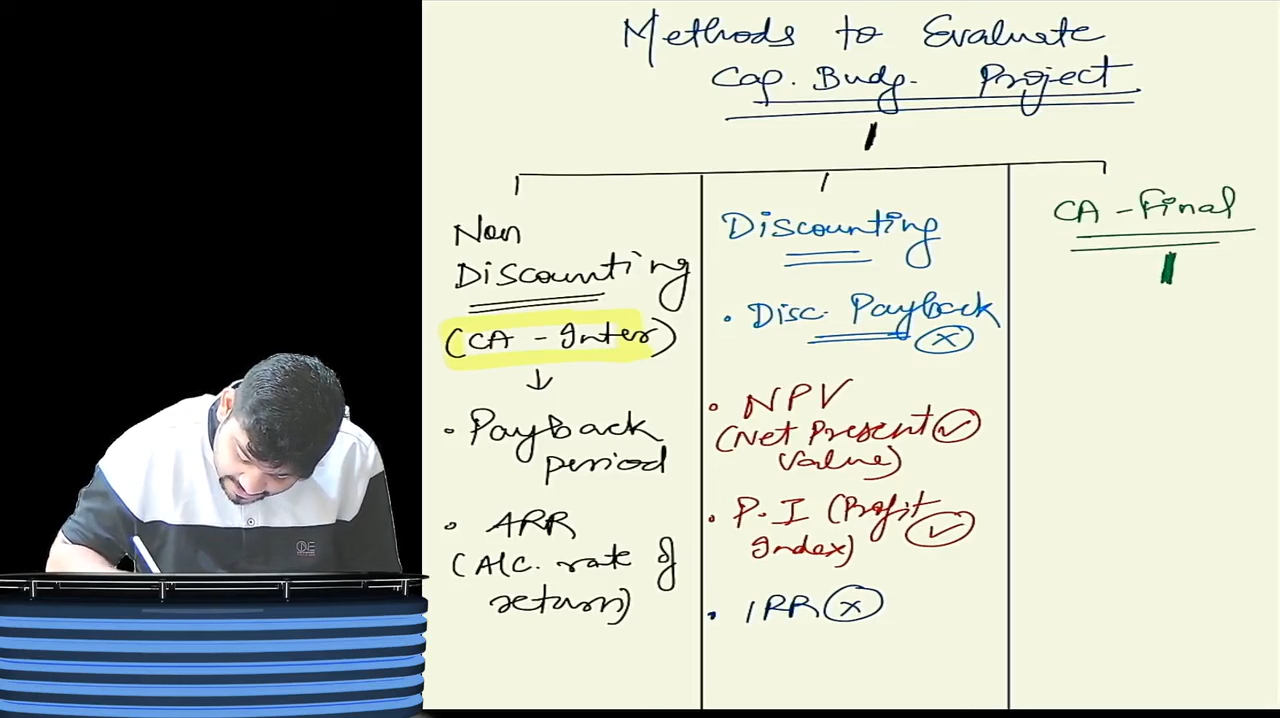 Methods to Evaluate
Cap. Budg. Project
Non
Discounting
(CA - Inter)
• Payback
period
• ARR
(A/c. rate of
return)
Discounting
• Disc. Payback
• NPV
(Net Present
Value)
• P.I (Profit
Index)
• IRR
CA - Final